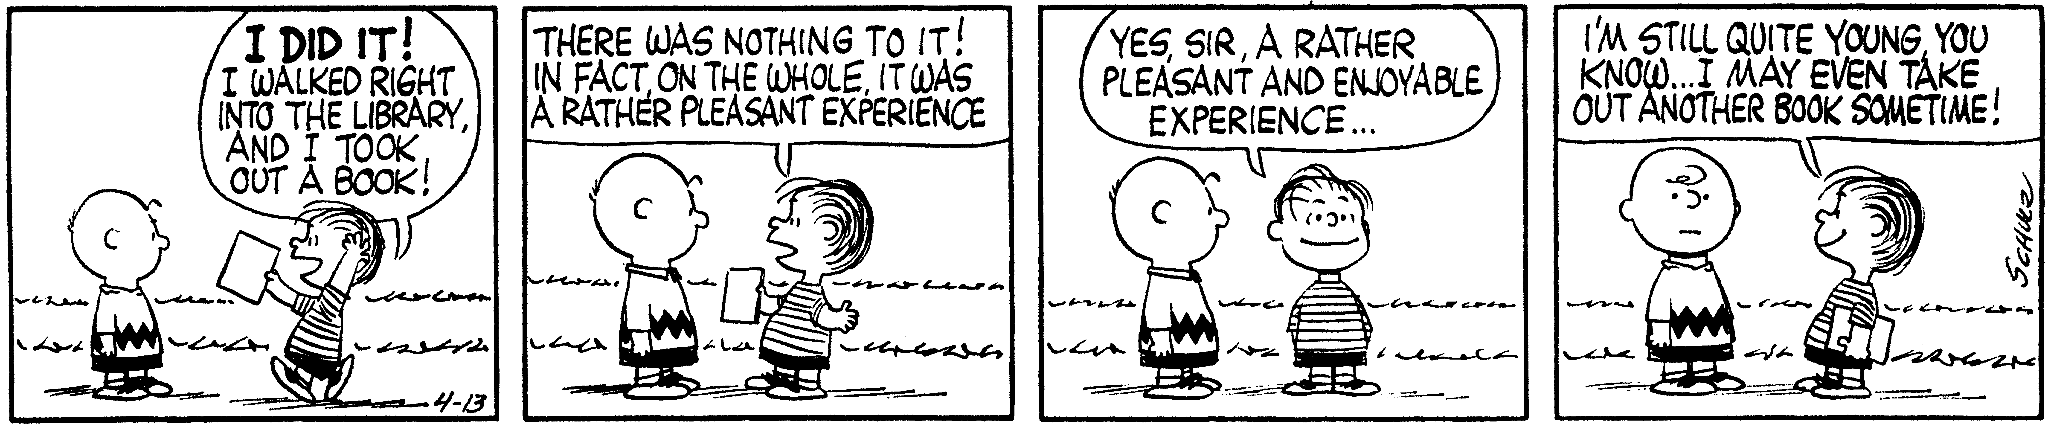 I DID IT!
I WALKED RIGHT
INTO THE LIBRARY,
AND I TOOK
OUT A BOOK!
4-13
THERE WAS NOTHING TO IT!
IN FACT, ON THE WHOLE, IT WAS
A RATHER PLEASANT EXPERIENCE
YES, SIR, A RATHER
PLEASANT AND ENJOYABLE
EXPERIENCE...
I'M STILL QUITE YOUNG, YOU
KNOW...I MAY EVEN TAKE
OUT ANOTHER BOOK SOMETIME!
SCHULZ